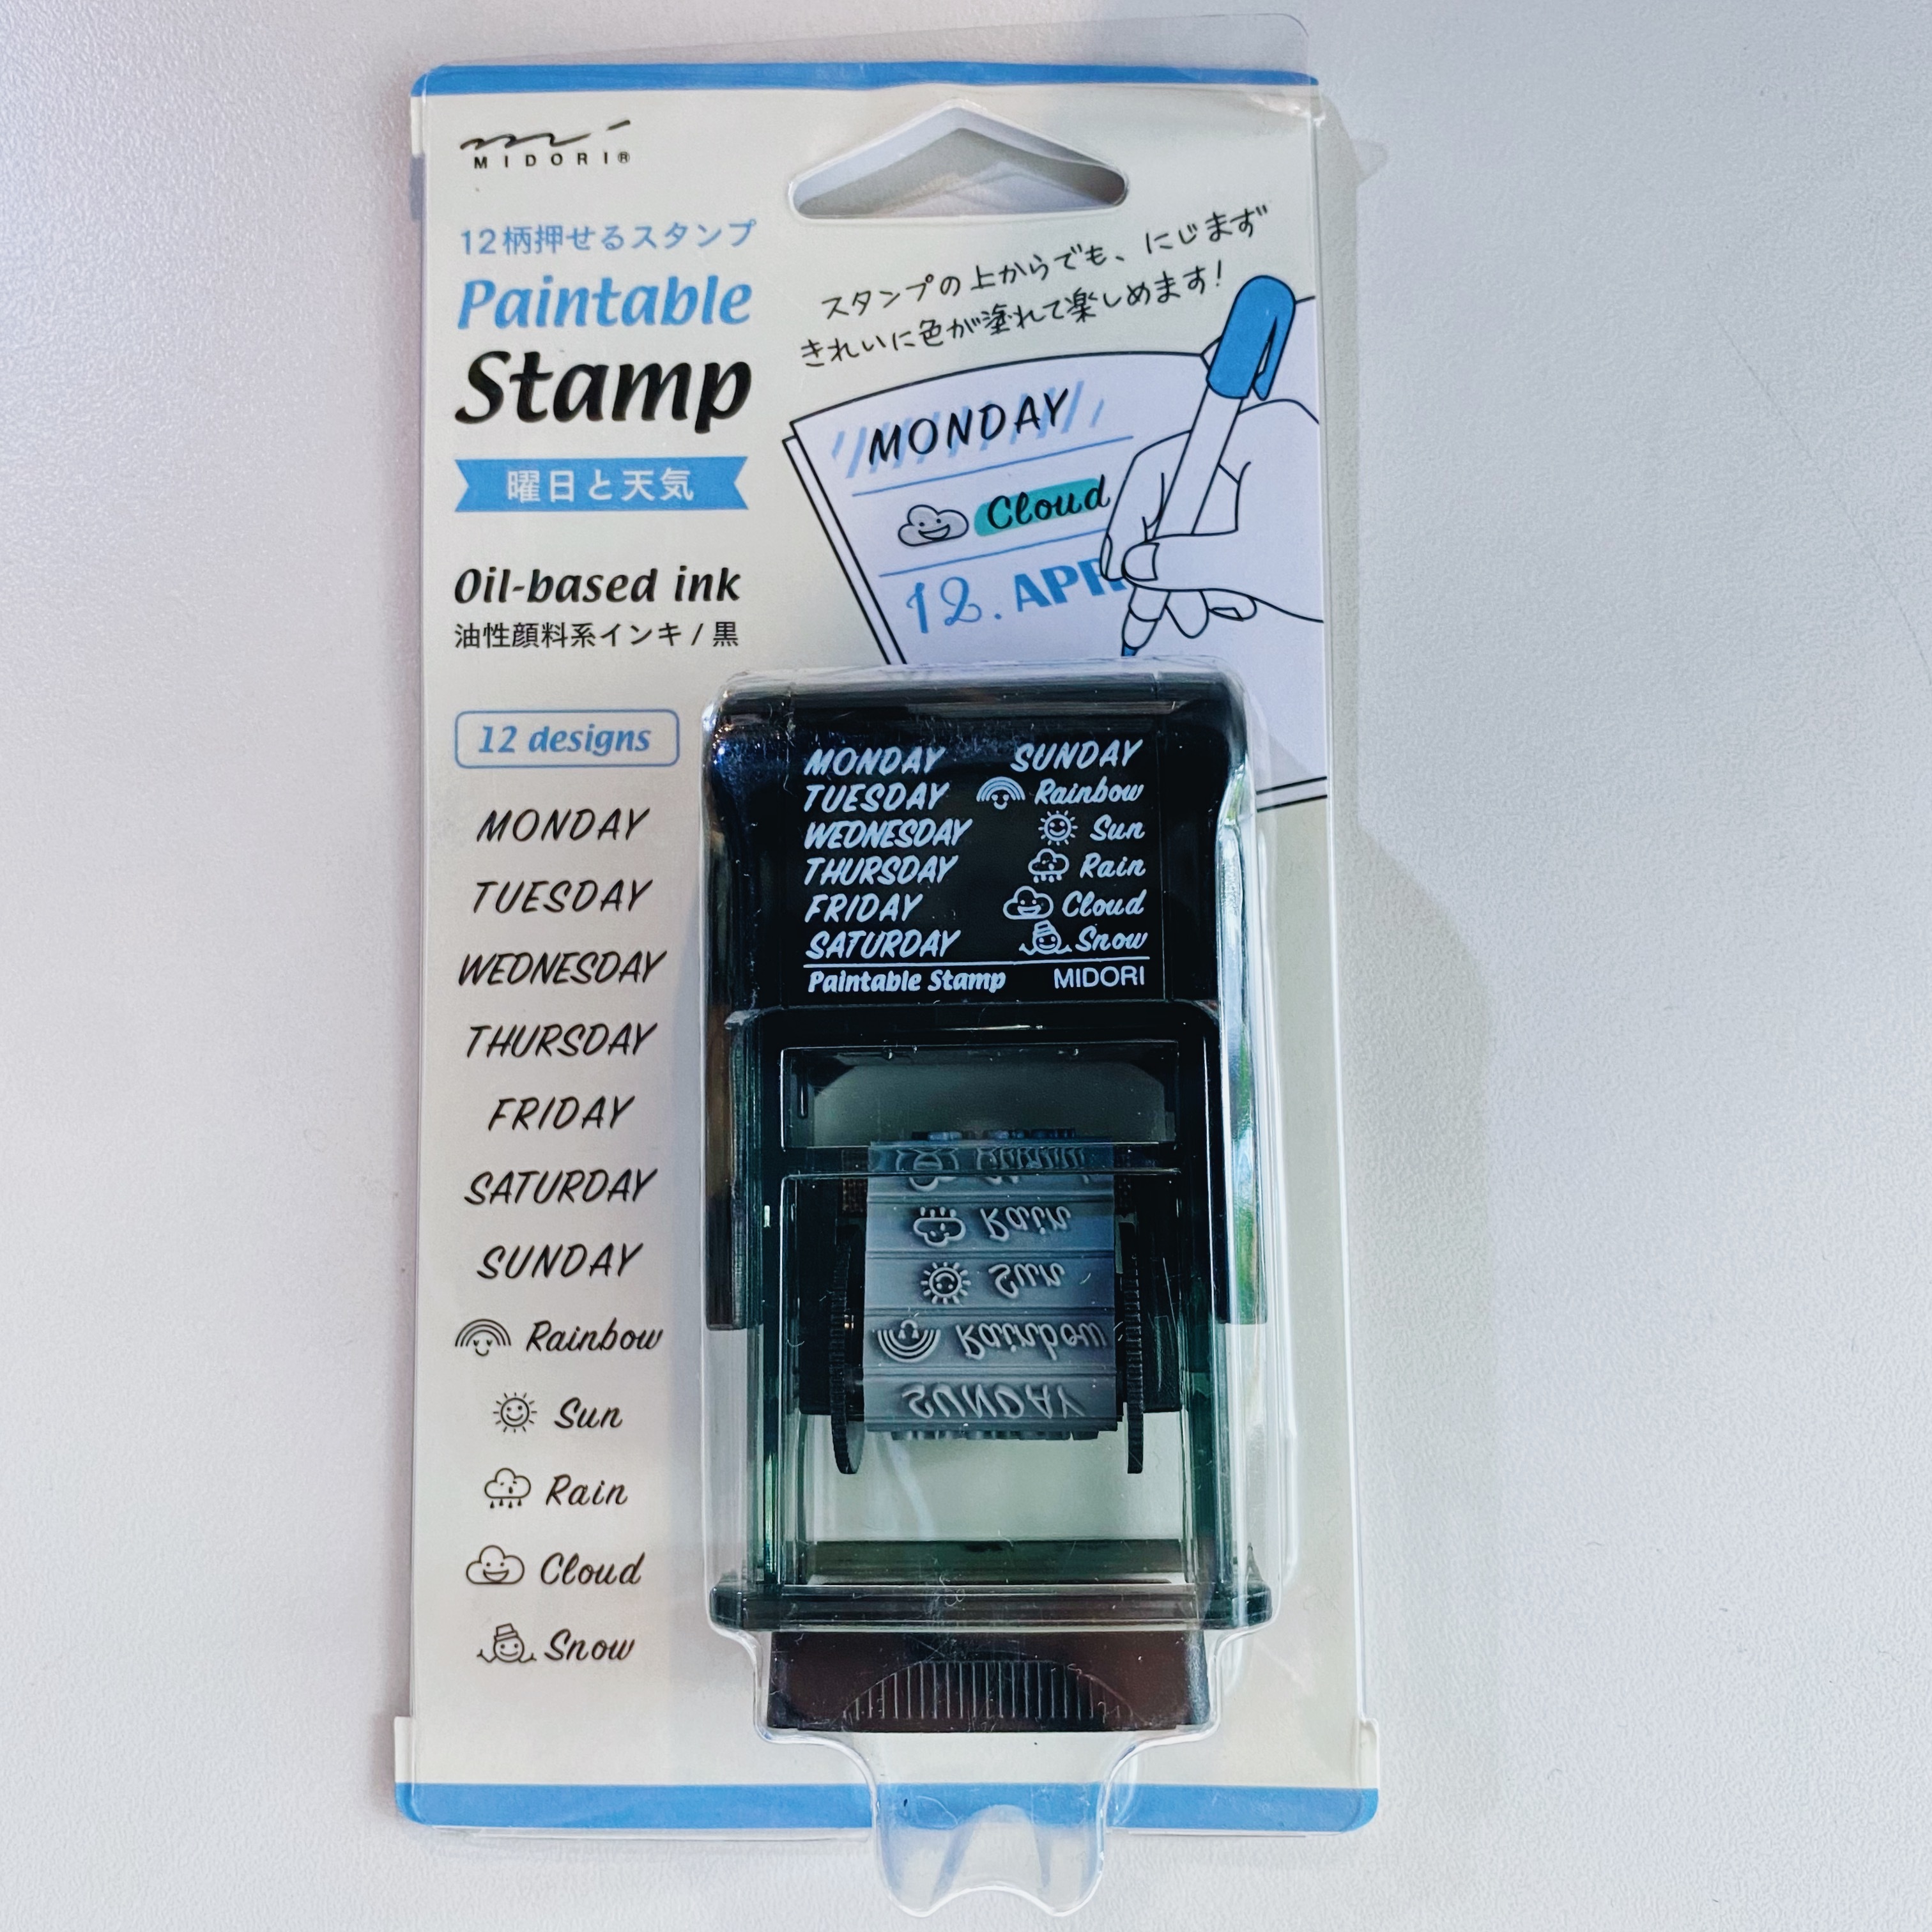 MIDORI®
12柄押せるスタンプ
Paintable
Stamp
曜日と天気
Oil-based ink
油性顔料系インキ / 黒
スタンプの上からでも、にじまず
きれいに色が塗れて楽しめます!
MONDAY
Cloud
12. APR
12 designs
MONDAY
TUESDAY
WEDNESDAY
THURSDAY
FRIDAY
SATURDAY
SUNDAY
Rainbow
Sun
Rain
Cloud
Snow
MONDAY SUNDAY
TUESDAY Rainbow
WEDNESDAY Sun
THURSDAY Rain
FRIDAY Cloud
SATURDAY Snow
Paintable Stamp MIDORI
Rain
Sun
Rainbow
SUNDAY